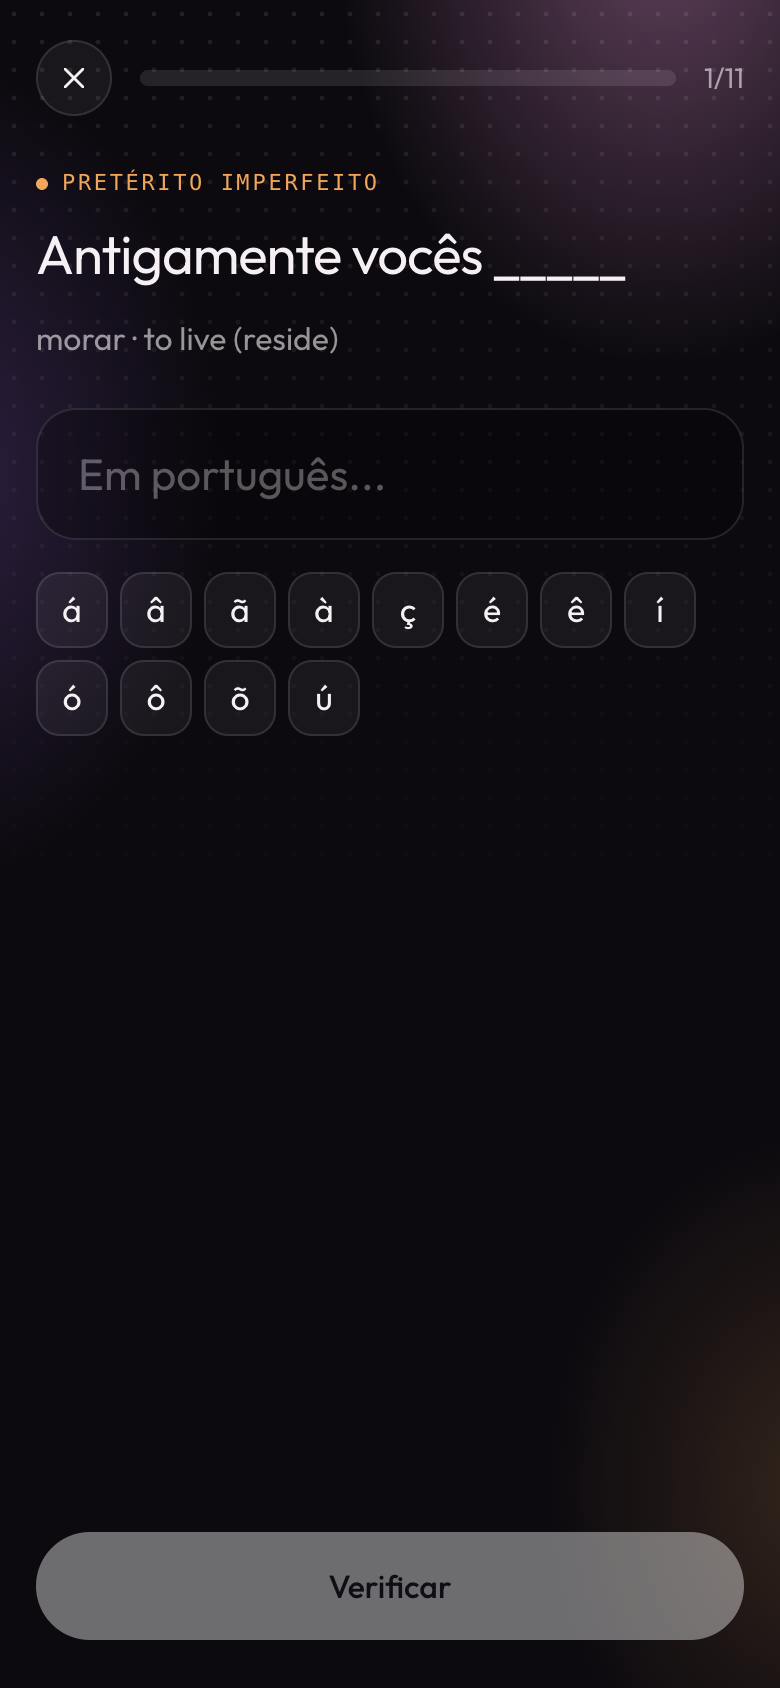 1/11
PRETÉRITO IMPERFEITO
Antigamente vocês _____
morar · to live (reside)
Em português...
á â ã à ç é ê í
ó ô õ ú
Verificar